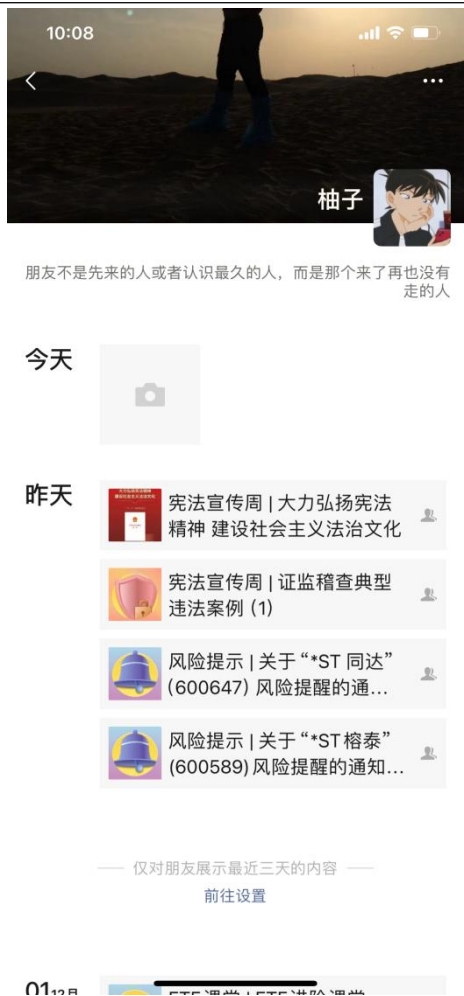 10:08
柚子
朋友不是先来的人或者认识最久的人，而是那个来了再也没有
走的人
今天
昨天
宪法宣传周 | 大力弘扬宪法
精神 建设社会主义法治文化
宪法宣传周 | 证监稽查典型
违法案例 (1)
风险提示 | 关于“*ST 同达”
(600647) 风险提醒的通...
风险提示 | 关于“*ST 榕泰”
(600589) 风险提醒的通知...
仅对朋友展示最近三天的内容
前往设置
0112月